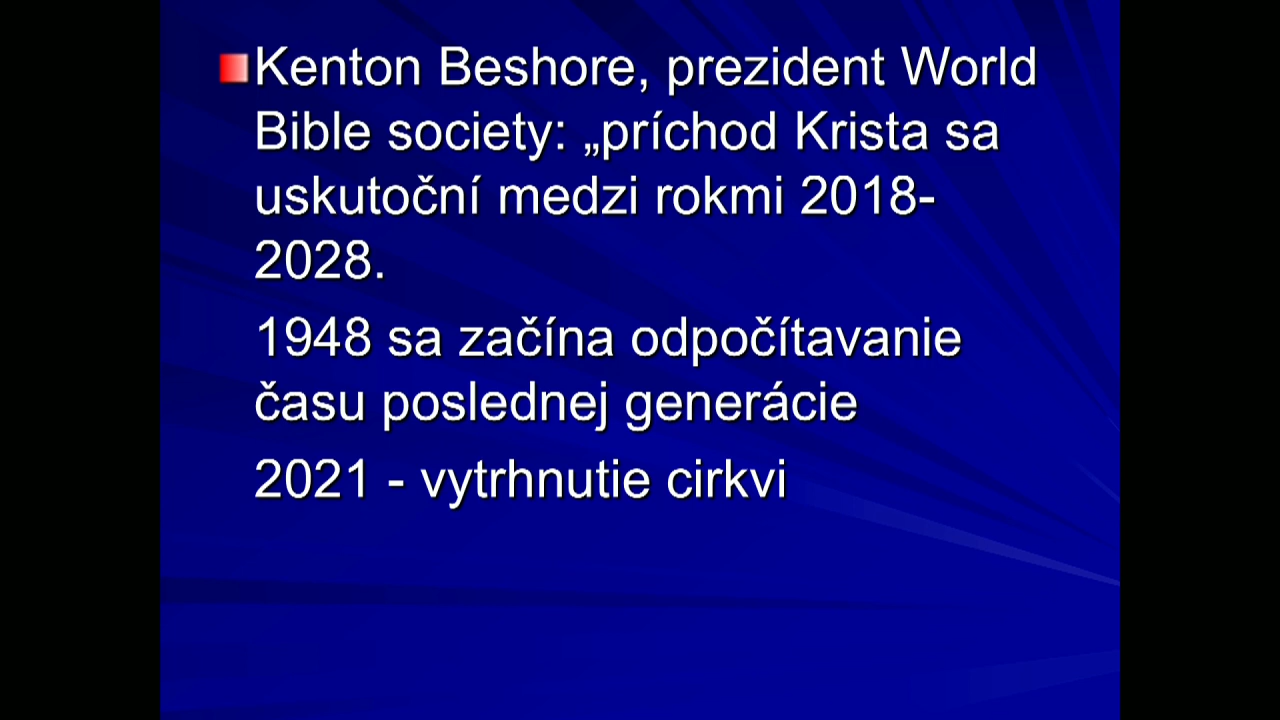 Kenton Beshore, prezident World
Bible society: „príchod Krista sa
uskutoční medzi rokmi 2018-
2028.
1948 sa začína odpočítavanie
času poslednej generácie
2021 - vytrhnutie cirkvi